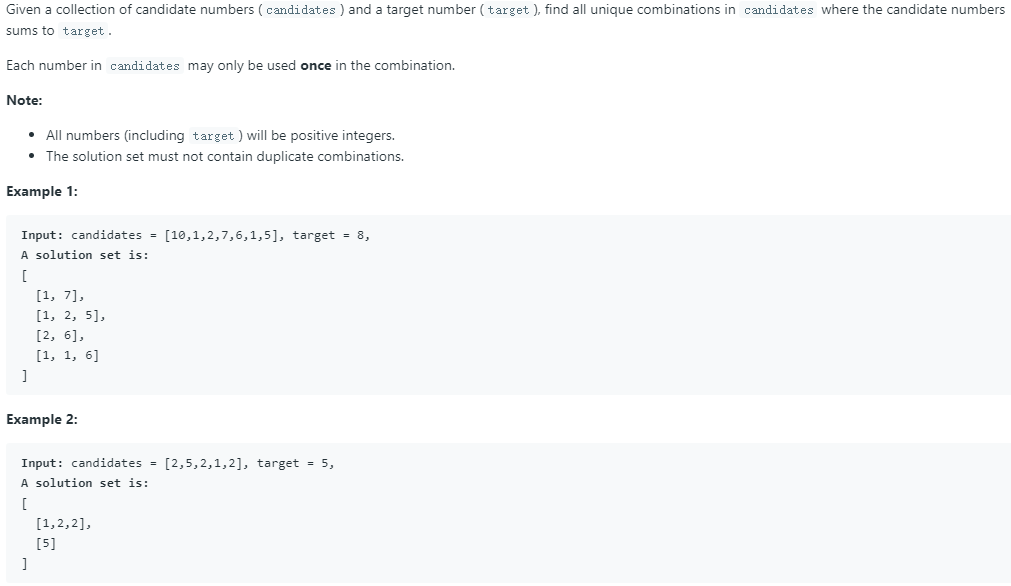 Given a collection of candidate numbers ( candidates ) and a target number ( target ), find all unique combinations in candidates where the candidate numbers
sums to target .
Each number in candidates may only be used once in the combination.
Note:
• All numbers (including target ) will be positive integers.
• The solution set must not contain duplicate combinations.
Example 1:
Input: candidates = [10,1,2,7,6,1,5], target = 8,
A solution set is:
[
  [1, 7],
  [1, 2, 5],
  [2, 6],
  [1, 1, 6]
]
Example 2:
Input: candidates = [2,5,2,1,2], target = 5,
A solution set is:
[
  [1,2,2],
  [5]
]